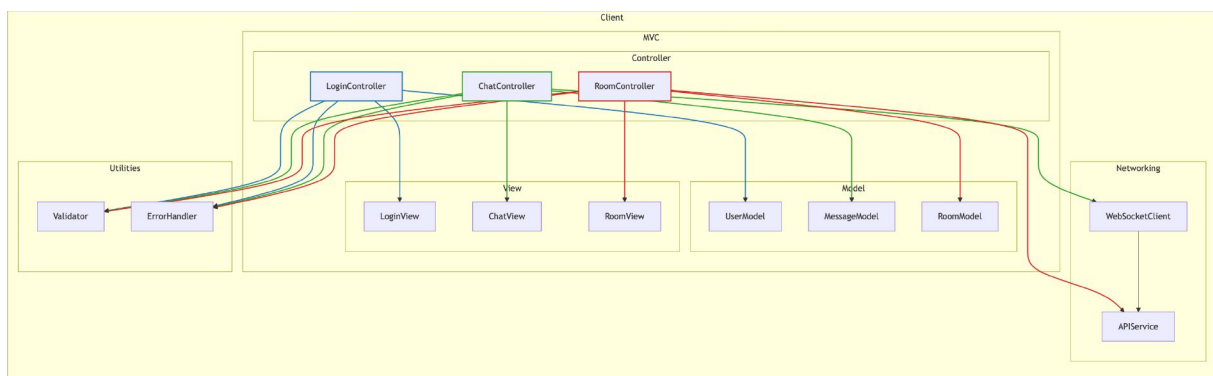 Client
MVC
Controller
LoginController
ChatController
RoomController
Utilities
Validator
ErrorHandler
View
LoginView
ChatView
RoomView
Model
UserModel
MessageModel
RoomModel
Networking
WebSocketClient
APIService